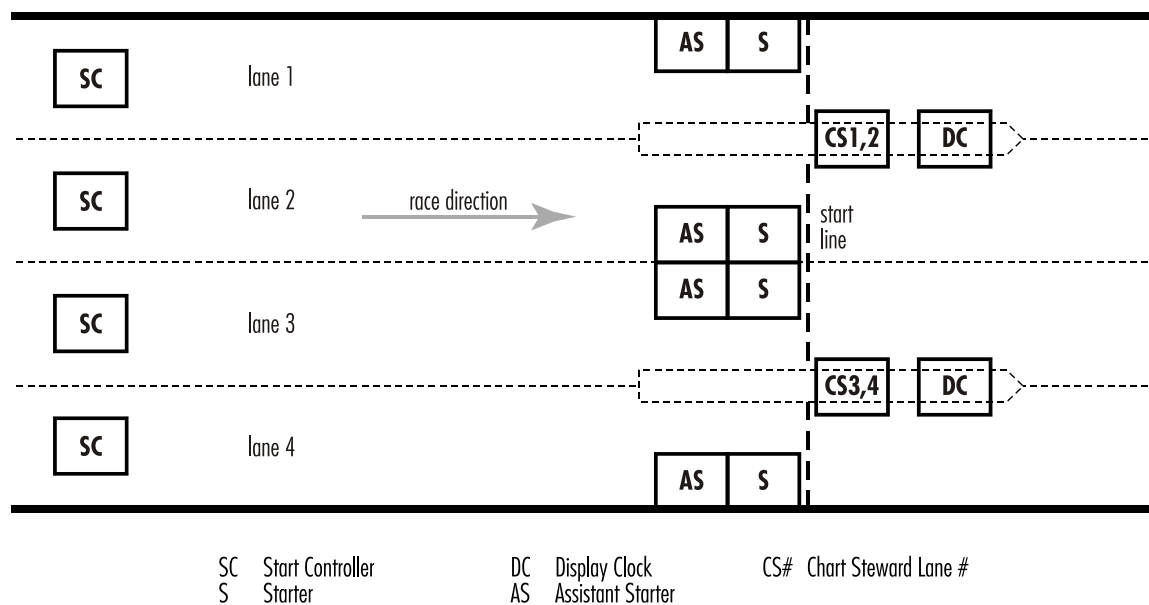 AS S
SC lane 1
CS1,2 DC
SC lane 2 race direction
AS S start
line
AS S
SC lane 3
CS3,4 DC
SC lane 4
AS S
SC Start Controller DC Display Clock CS# Chart Steward Lane #
S Starter AS Assistant Starter